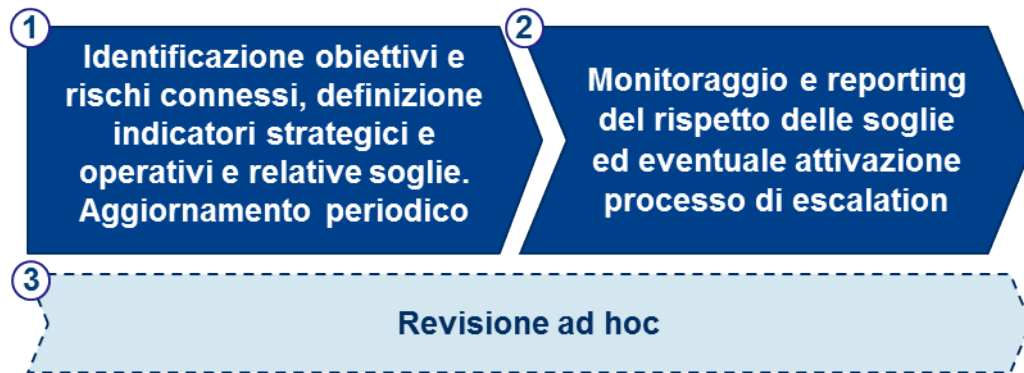 1
Identificazione obiettivi e
rischi connessi, definizione
indicatori strategici e
operativi e relative soglie.
Aggiornamento periodico
2
Monitoraggio e reporting
del rispetto delle soglie
ed eventuale attivazione
processo di escalation
3
Revisione ad hoc